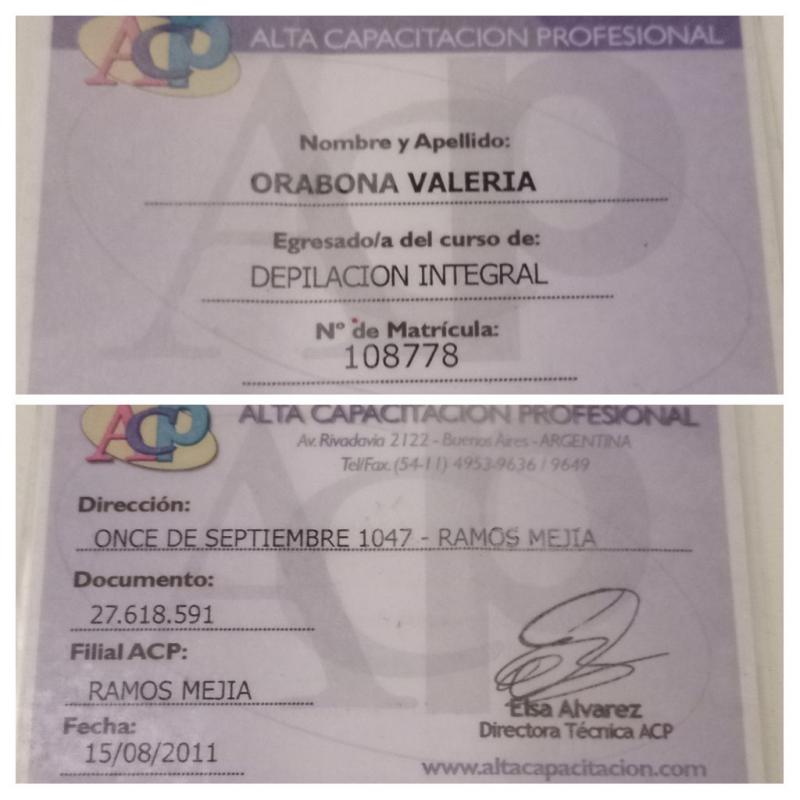 ACP ALTA CAPACITACION PROFESIONAL
Nombre y Apellido:
ORABONA VALERIA
Egresado/a del curso de:
DEPILACION INTEGRAL
Nº de Matrícula:
108778
ACP ALTA CAPACITACION PROFESIONAL
Av. Rivadavia 2122 - Buenos Aires - ARGENTINA
Tel/Fax. (54-11) 4953-9636 / 9649
Dirección:
ONCE DE SEPTIEMBRE 1047 - RAMOS MEJIA
Documento:
27.618.591
Filial ACP:
RAMOS MEJIA
Fecha:
15/08/2011
Elsa Alvarez
Directora Técnica ACP
www.altacapacitacion.com